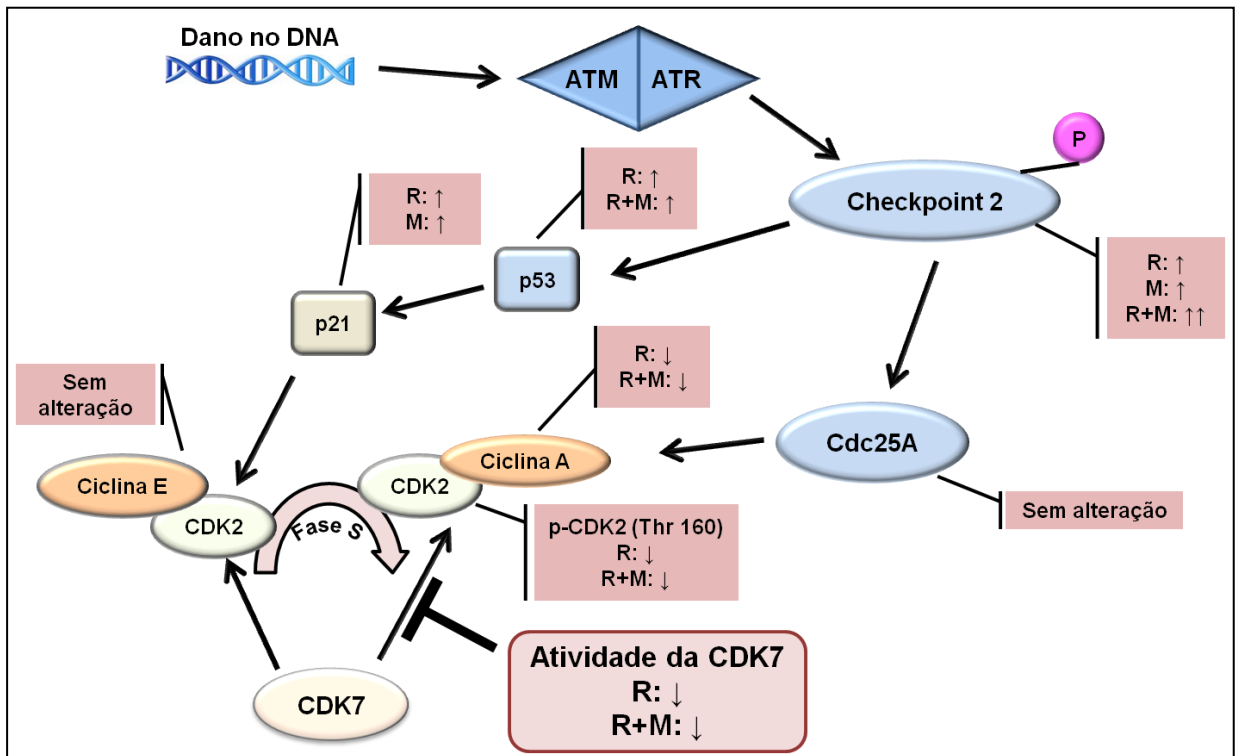 Dano no DNA
ATM
ATR
P
Checkpoint 2
R: ↑
R+M: ↑
R: ↑
M: ↑
R: ↑
M: ↑
R+M: ↑↑
p53
p21
R: ↓
R+M: ↓
Sem
alteração
Cdc25A
Ciclina A
Ciclina E
CDK2
CDK2
Fase S
Sem alteração
p-CDK2 (Thr 160)
R: ↓
R+M: ↓
Atividade da CDK7
R: ↓
R+M: ↓
CDK7